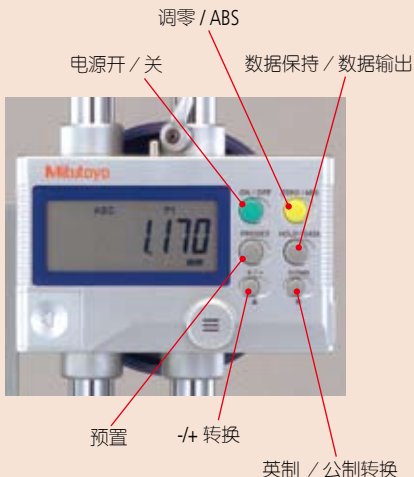 调零 / ABS
电源开 / 关
数据保持 / 数据输出
Mitutoyo
ON / OFF
ZERO / ABS
ABS
P1
1.170
mm
PRESET
HOLD / DATA
预置
-/+ 转换
英制 / 公制转换